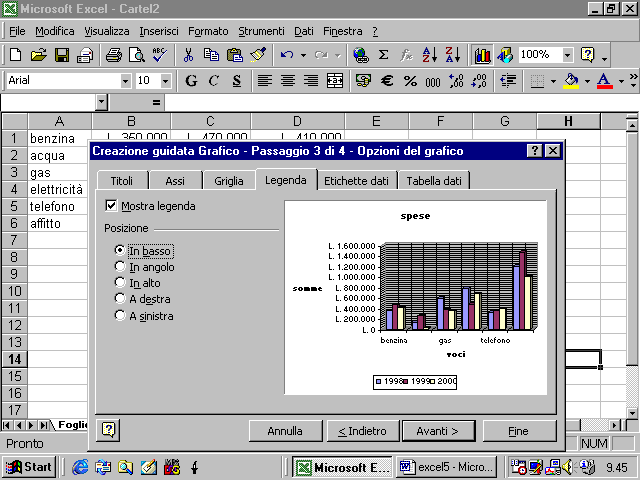 Microsoft Excel - Cartel2
File Modifica Visualizza Inserisci Formato Strumenti Dati Finestra ?
100%
Arial 10 G C S € % 000
=
A B C D E F G H
1 benzina L. 360.000 L. 470.000 L. 410.000
2 acqua
3 gas
4 elettricità
5 telefono
6 affitto
7
8
9
10
11
12
13
14
15
16
17
Creazione guidata Grafico - Passaggio 3 di 4 - Opzioni del grafico
Titoli Assi Griglia Legenda Etichette dati Tabella dati
Mostra legenda
Posizione
In basso
In angolo
In alto
A destra
A sinistra
spese
L. 1.600.000
L. 1.400.000
L. 1.200.000
L. 1.000.000
L. 800.000
L. 600.000
L. 400.000
L. 200.000
L. 0
somme
benzina gas telefono
voci
1998 1999 2000
Annulla < Indietro Avanti > Fine
Foglio
Pronto NUM
Start Microsoft E... excel5 - Micro... 9.45